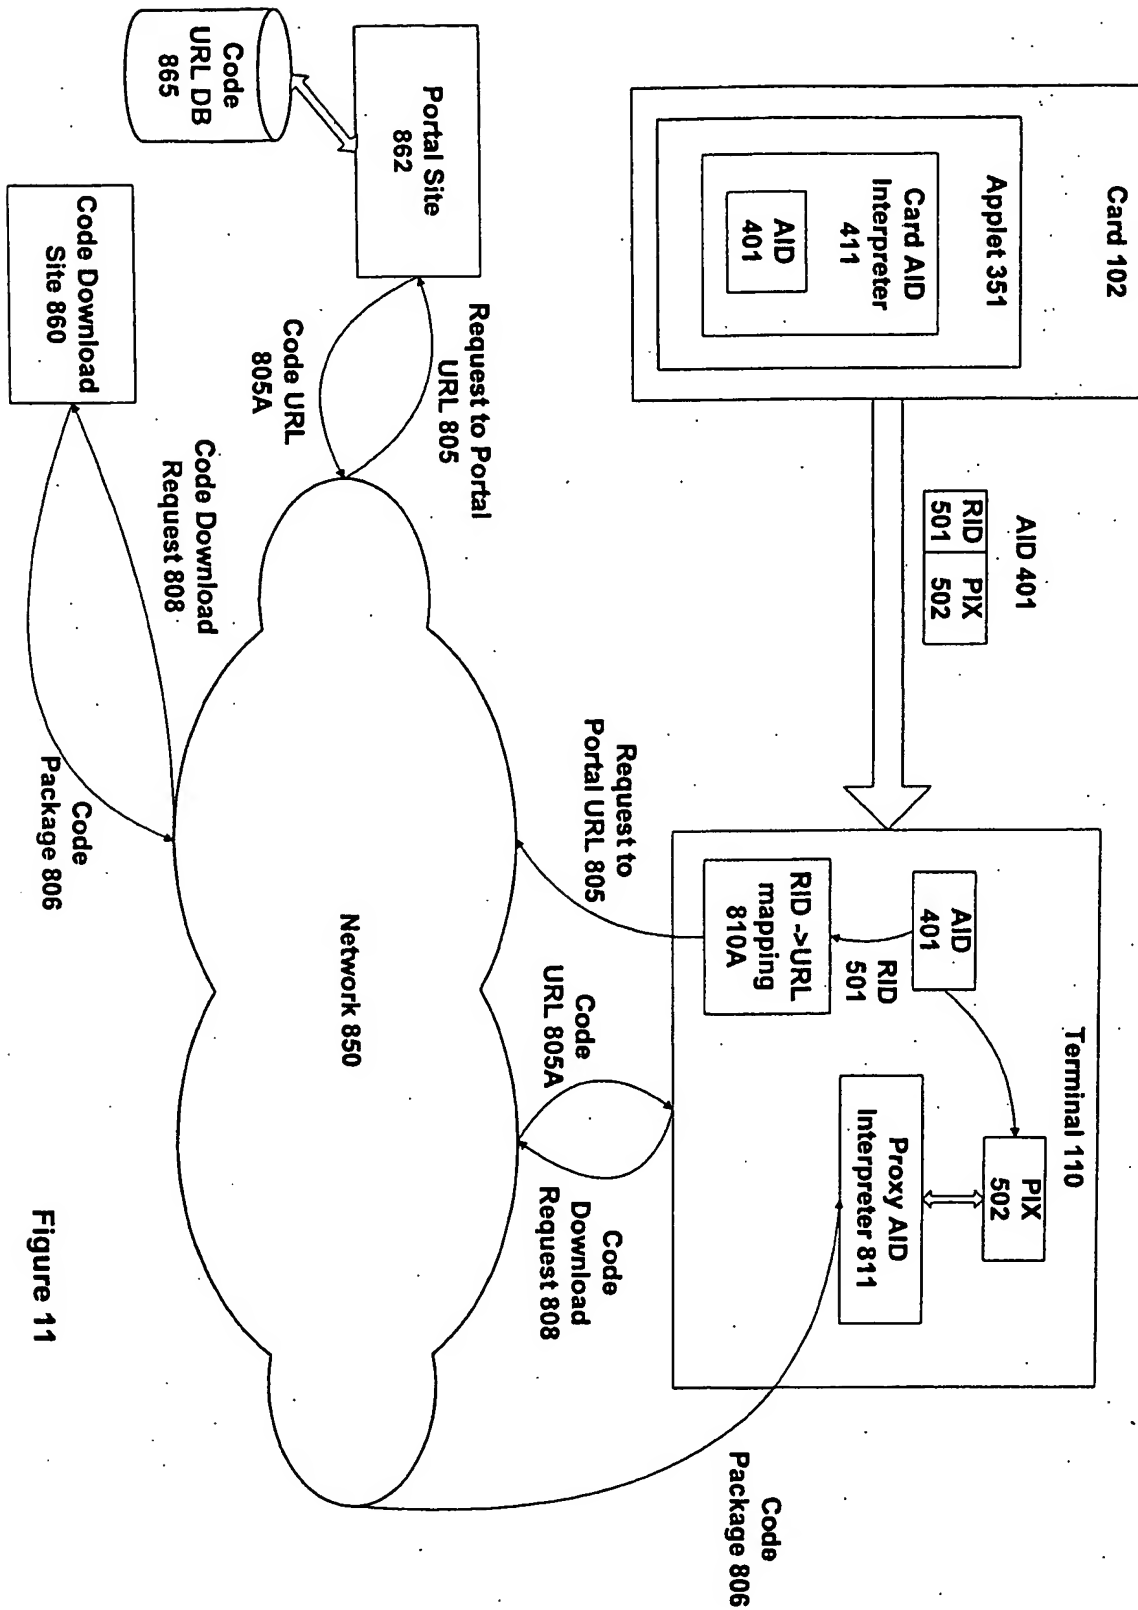 Card 102
Applet 351
Card AID
Interpreter
411
AID
401
AID 401
RID
501
PIX
502
Terminal 110
AID
401
RID
501
RID ->URL
mapping
810A
PIX
502
Proxy AID
Interpreter 811
Portal Site
862
Code
URL DB
865
Request to Portal
URL 805
Code URL
805A
Request to
Portal URL 805
Code
URL 805A
Code
Download
Request 808
Code
Package 806
Network 850
Code Download
Site 860
Code Download
Request 808
Code
Package 806
Figure 11